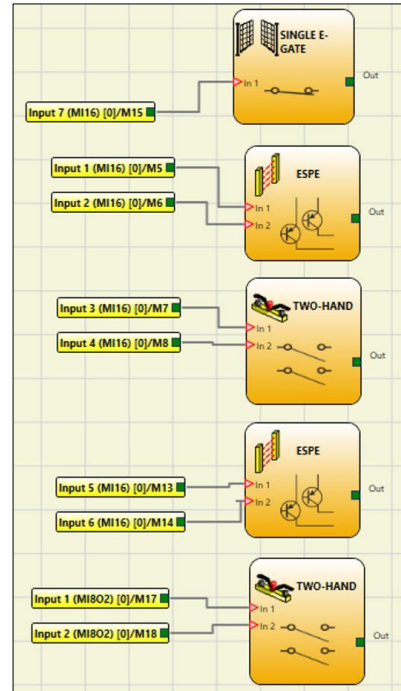 SINGLE E-
GATE
In 1
Out
Input 7 (MI16) [0]/M15
ESPE
Input 1 (MI16) [0]/M5
Input 2 (MI16) [0]/M6
In 1
In 2
Out
TWO-HAND
Input 3 (MI16) [0]/M7
Input 4 (MI16) [0]/M8
In 1
In 2
Out
ESPE
Input 5 (MI16) [0]/M13
Input 6 (MI16) [0]/M14
In 1
In 2
Out
TWO-HAND
Input 1 (MI8O2) [0]/M17
Input 2 (MI8O2) [0]/M18
In 1
In 2
Out